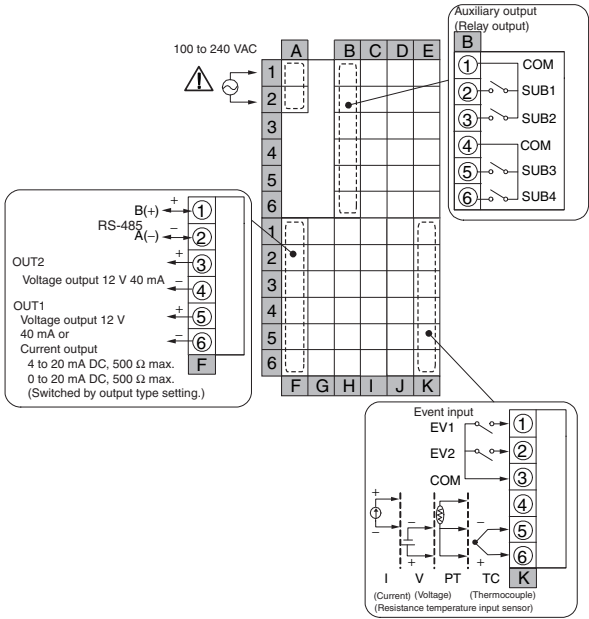 Auxiliary output
(Relay output)
B
1 COM
2 SUB1
3 SUB2
4 COM
5 SUB3
6 SUB4
100 to 240 VAC
A B C D E
1
2
3
4
5
6
1
2
3
4
5
6
F G H I J K
B(+) + 1
RS-485
A(−) − 2
OUT2 + 3
Voltage output 12 V 40 mA − 4
OUT1 + 5
Voltage output 12 V
40 mA or − 6
Current output
4 to 20 mA DC, 500 Ω max.
0 to 20 mA DC, 500 Ω max.
(Switched by output type setting.)
F
Event input
EV1 1
EV2 2
COM 3
4
+ − − 5
− + + 6
I V PT TC K
(Current) (Voltage) (Thermocouple)
(Resistance temperature input sensor)